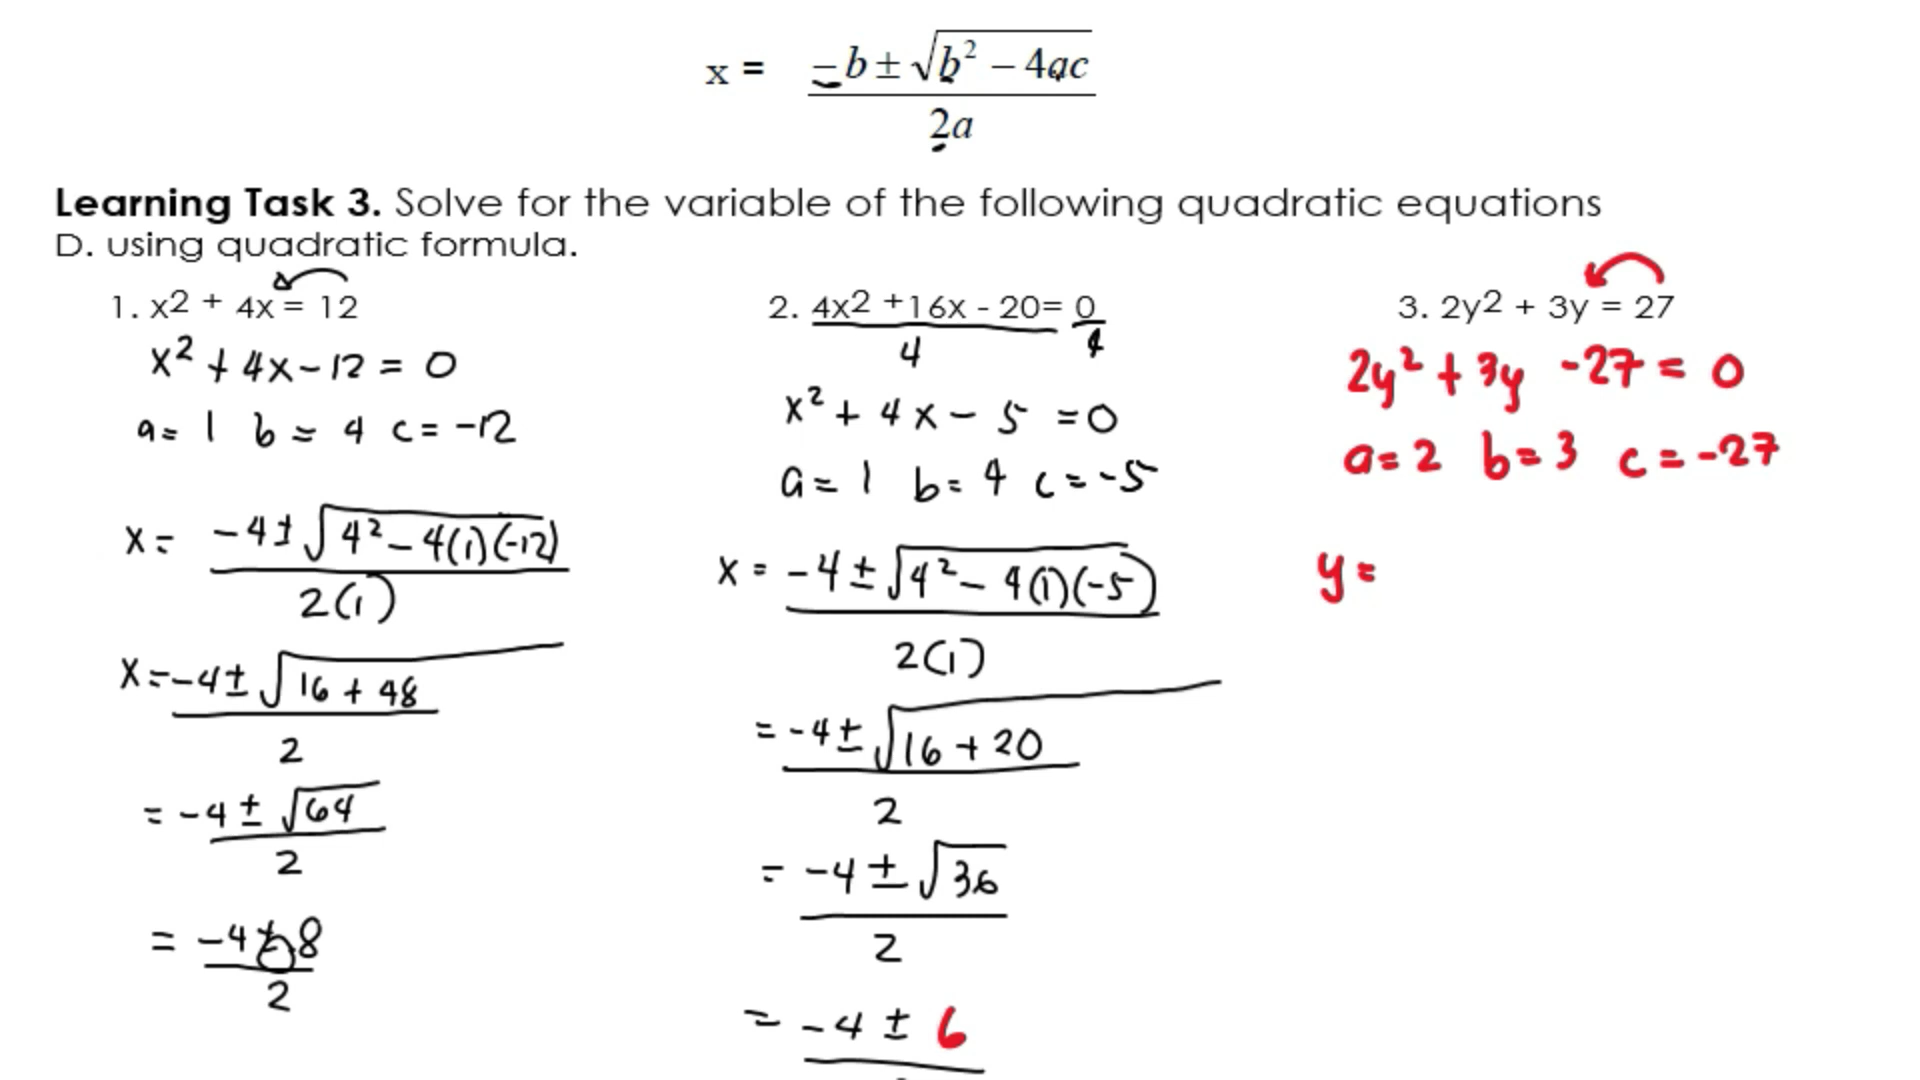 x = −b ± √b² − 4ac
2a
Learning Task 3. Solve for the variable of the following quadratic equations
D. using quadratic formula.
1. x2 + 4x = 12
x² + 4x − 12 = 0
a = 1 b = 4 c = −12
x = −4 ± √4² − 4(1)(−12)
2(1)
x = −4 ± √16 + 48
2
= −4 ± √64
2
= −4 ± 8
2
2. 4x2 +16x - 20= 0
4 4
x² + 4x − 5 = 0
a = 1 b = 4 c = −5
x = −4 ± √4² − 4(1)(−5)
2(1)
= −4 ± √16 + 20
2
= −4 ± √36
2
= −4 ± 6
3. 2y2 + 3y = 27
2y² + 3y −27 = 0
a = 2 b = 3 c = −27
y =